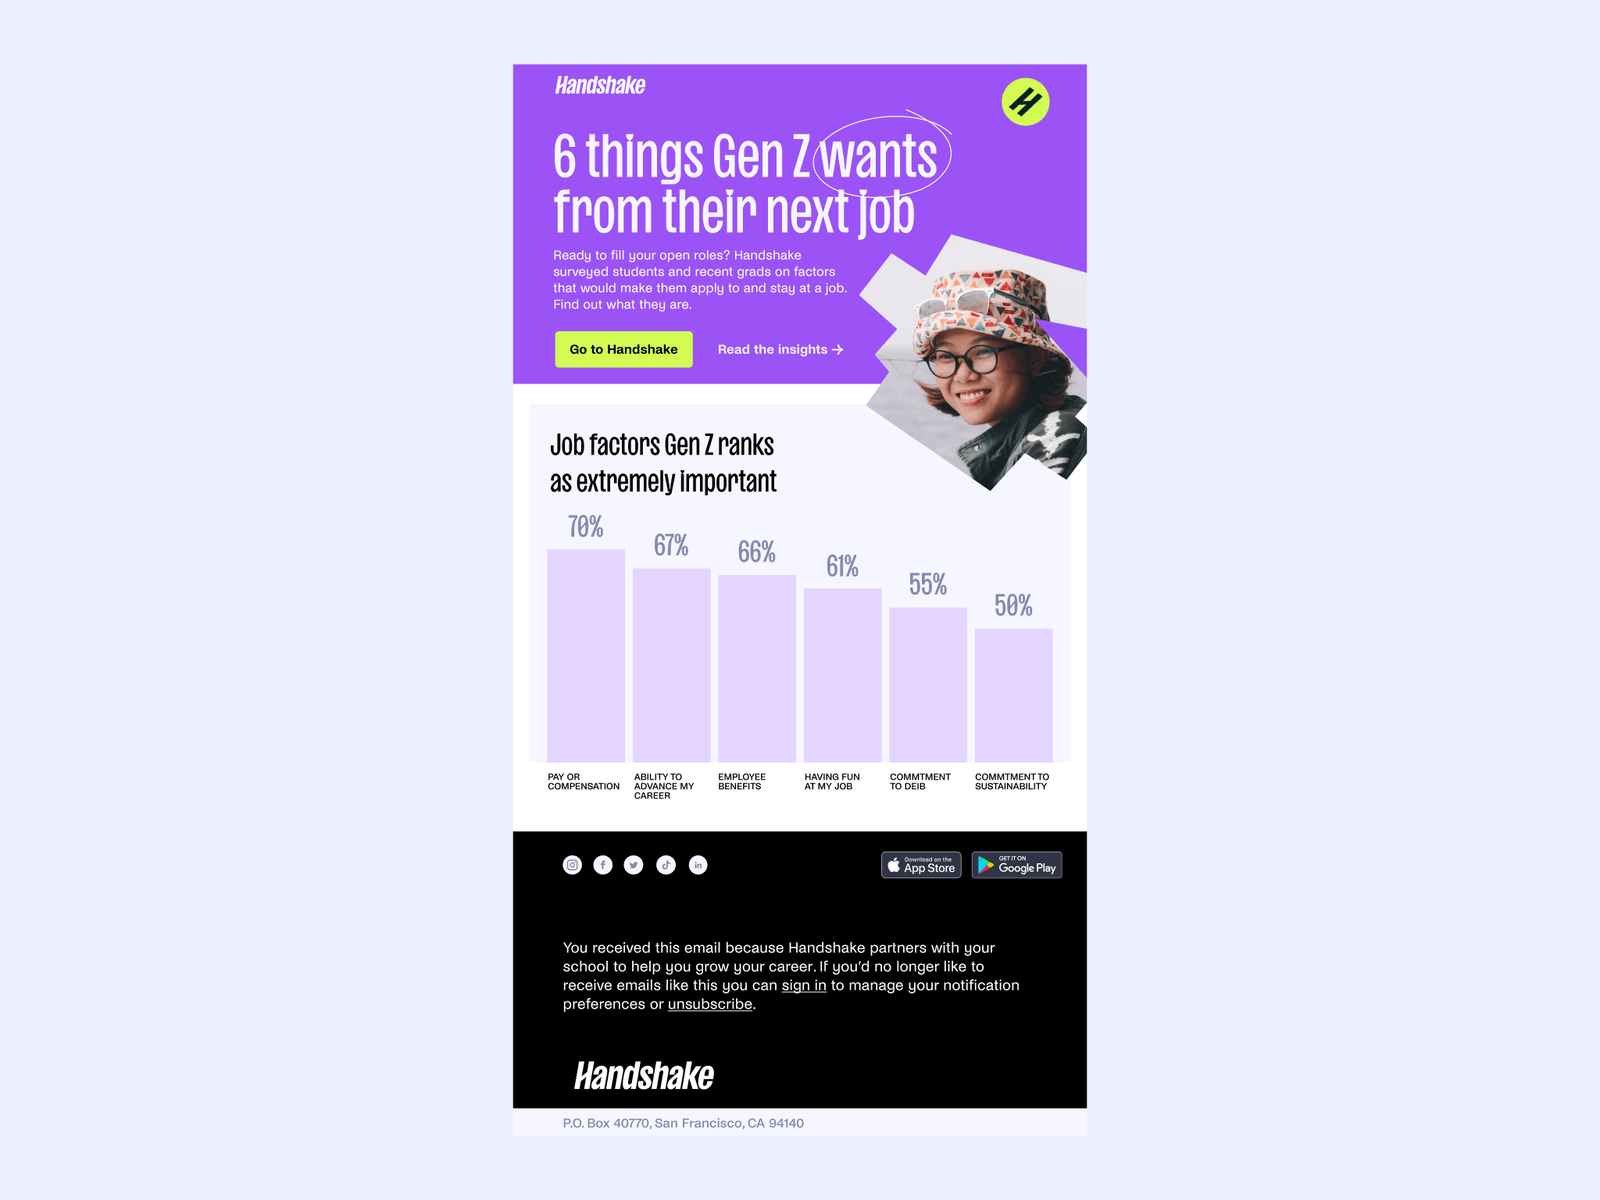 Handshake
6 things Gen Z wants
from their next job
Ready to fill your open roles? Handshake
surveyed students and recent grads on factors
that would make them apply to and stay at a job.
Find out what they are.
Go to Handshake
Read the insights →
Job factors Gen Z ranks
as extremely important
70%
67%
66%
61%
55%
50%
PAY OR
COMPENSATION
ABILITY TO
ADVANCE MY
CAREER
EMPLOYEE
BENEFITS
HAVING FUN
AT MY JOB
COMMTMENT
TO DEIB
COMMTMENT TO
SUSTAINABILITY
Download on the
App Store
GET IT ON
Google Play
You received this email because Handshake partners with your
school to help you grow your career. If you'd no longer like to
receive emails like this you can sign in to manage your notification
preferences or unsubscribe.
Handshake
P.O. Box 40770, San Francisco, CA 94140